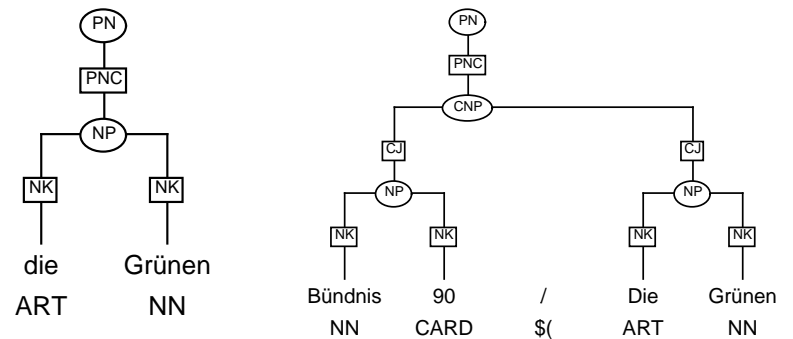 PN
PNC
NP
NK NK
die Grünen
ART NN
PN
PNC
CNP
CJ CJ
NP NP
NK NK NK NK
Bündnis 90 / Die Grünen
NN CARD $( ART NN